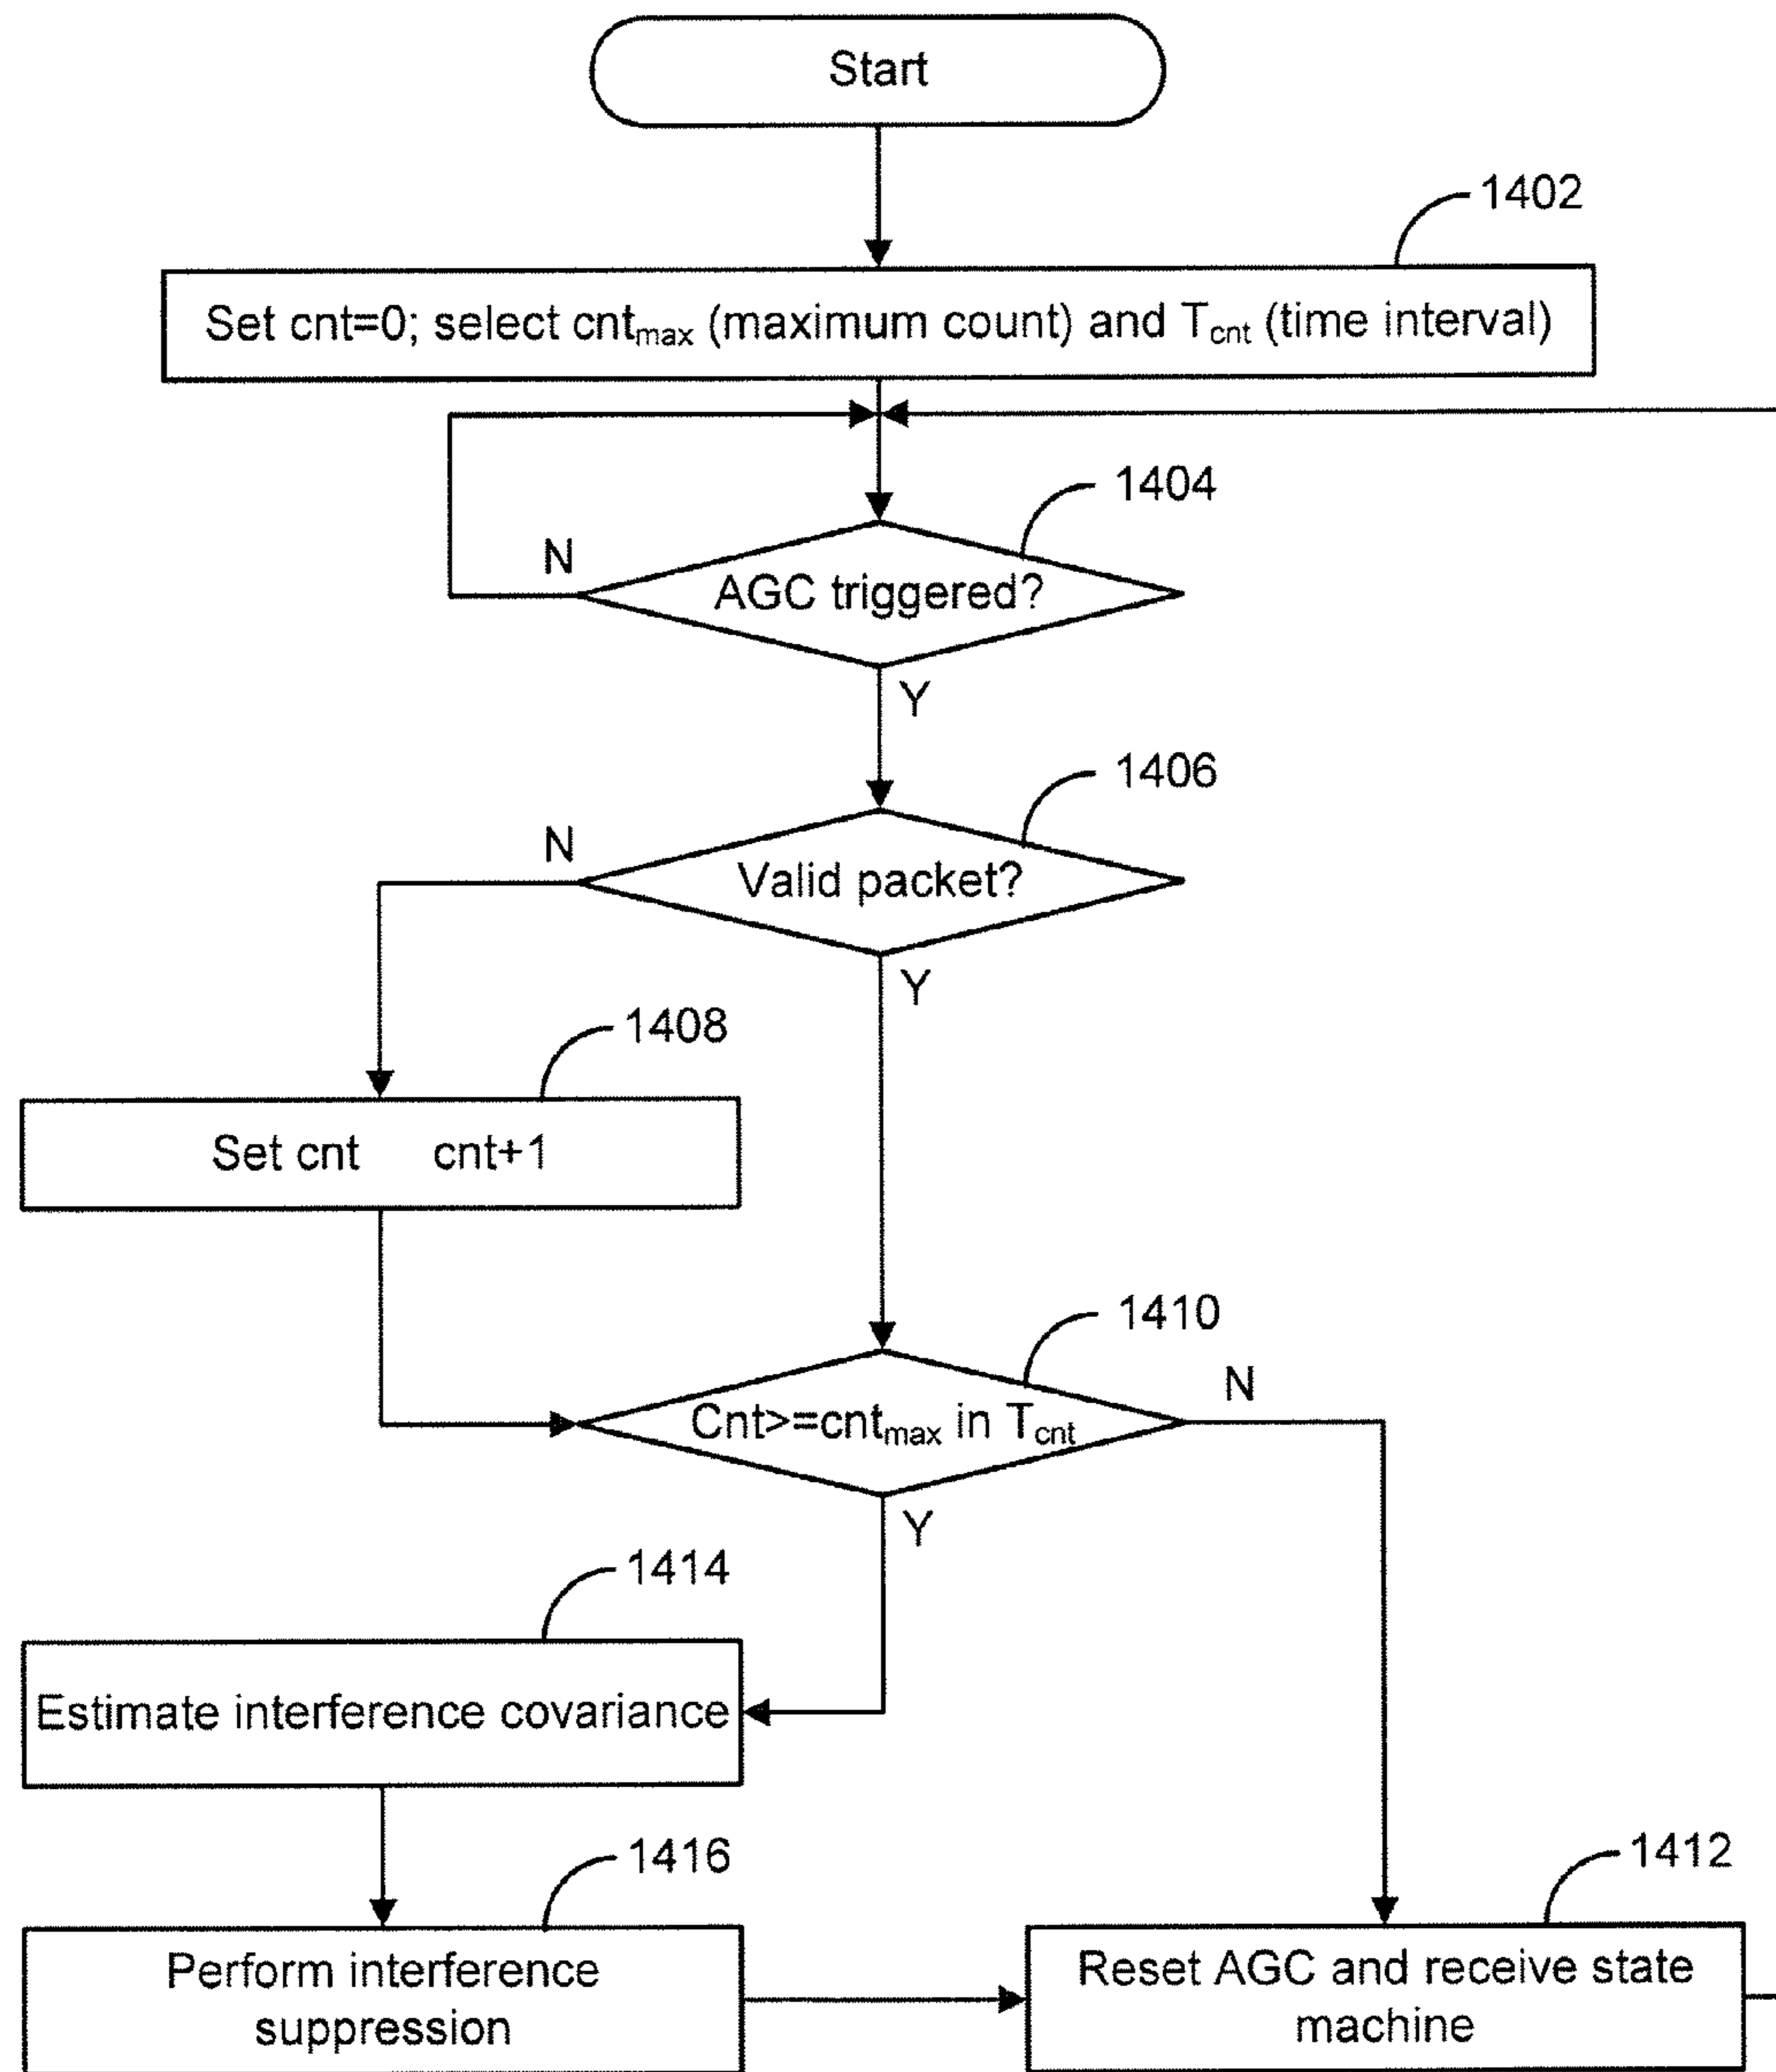 Start
1402
Set cnt=0; select cntmax (maximum count) and Tcnt (time interval)
1404
N
AGC triggered?
Y
1406
N
Valid packet?
Y
1408
Set cnt cnt+1
1410
N
Cnt>=cntmax in Tcnt
Y
1414
Estimate interference covariance
1416
1412
Perform interference
suppression
Reset AGC and receive state
machine